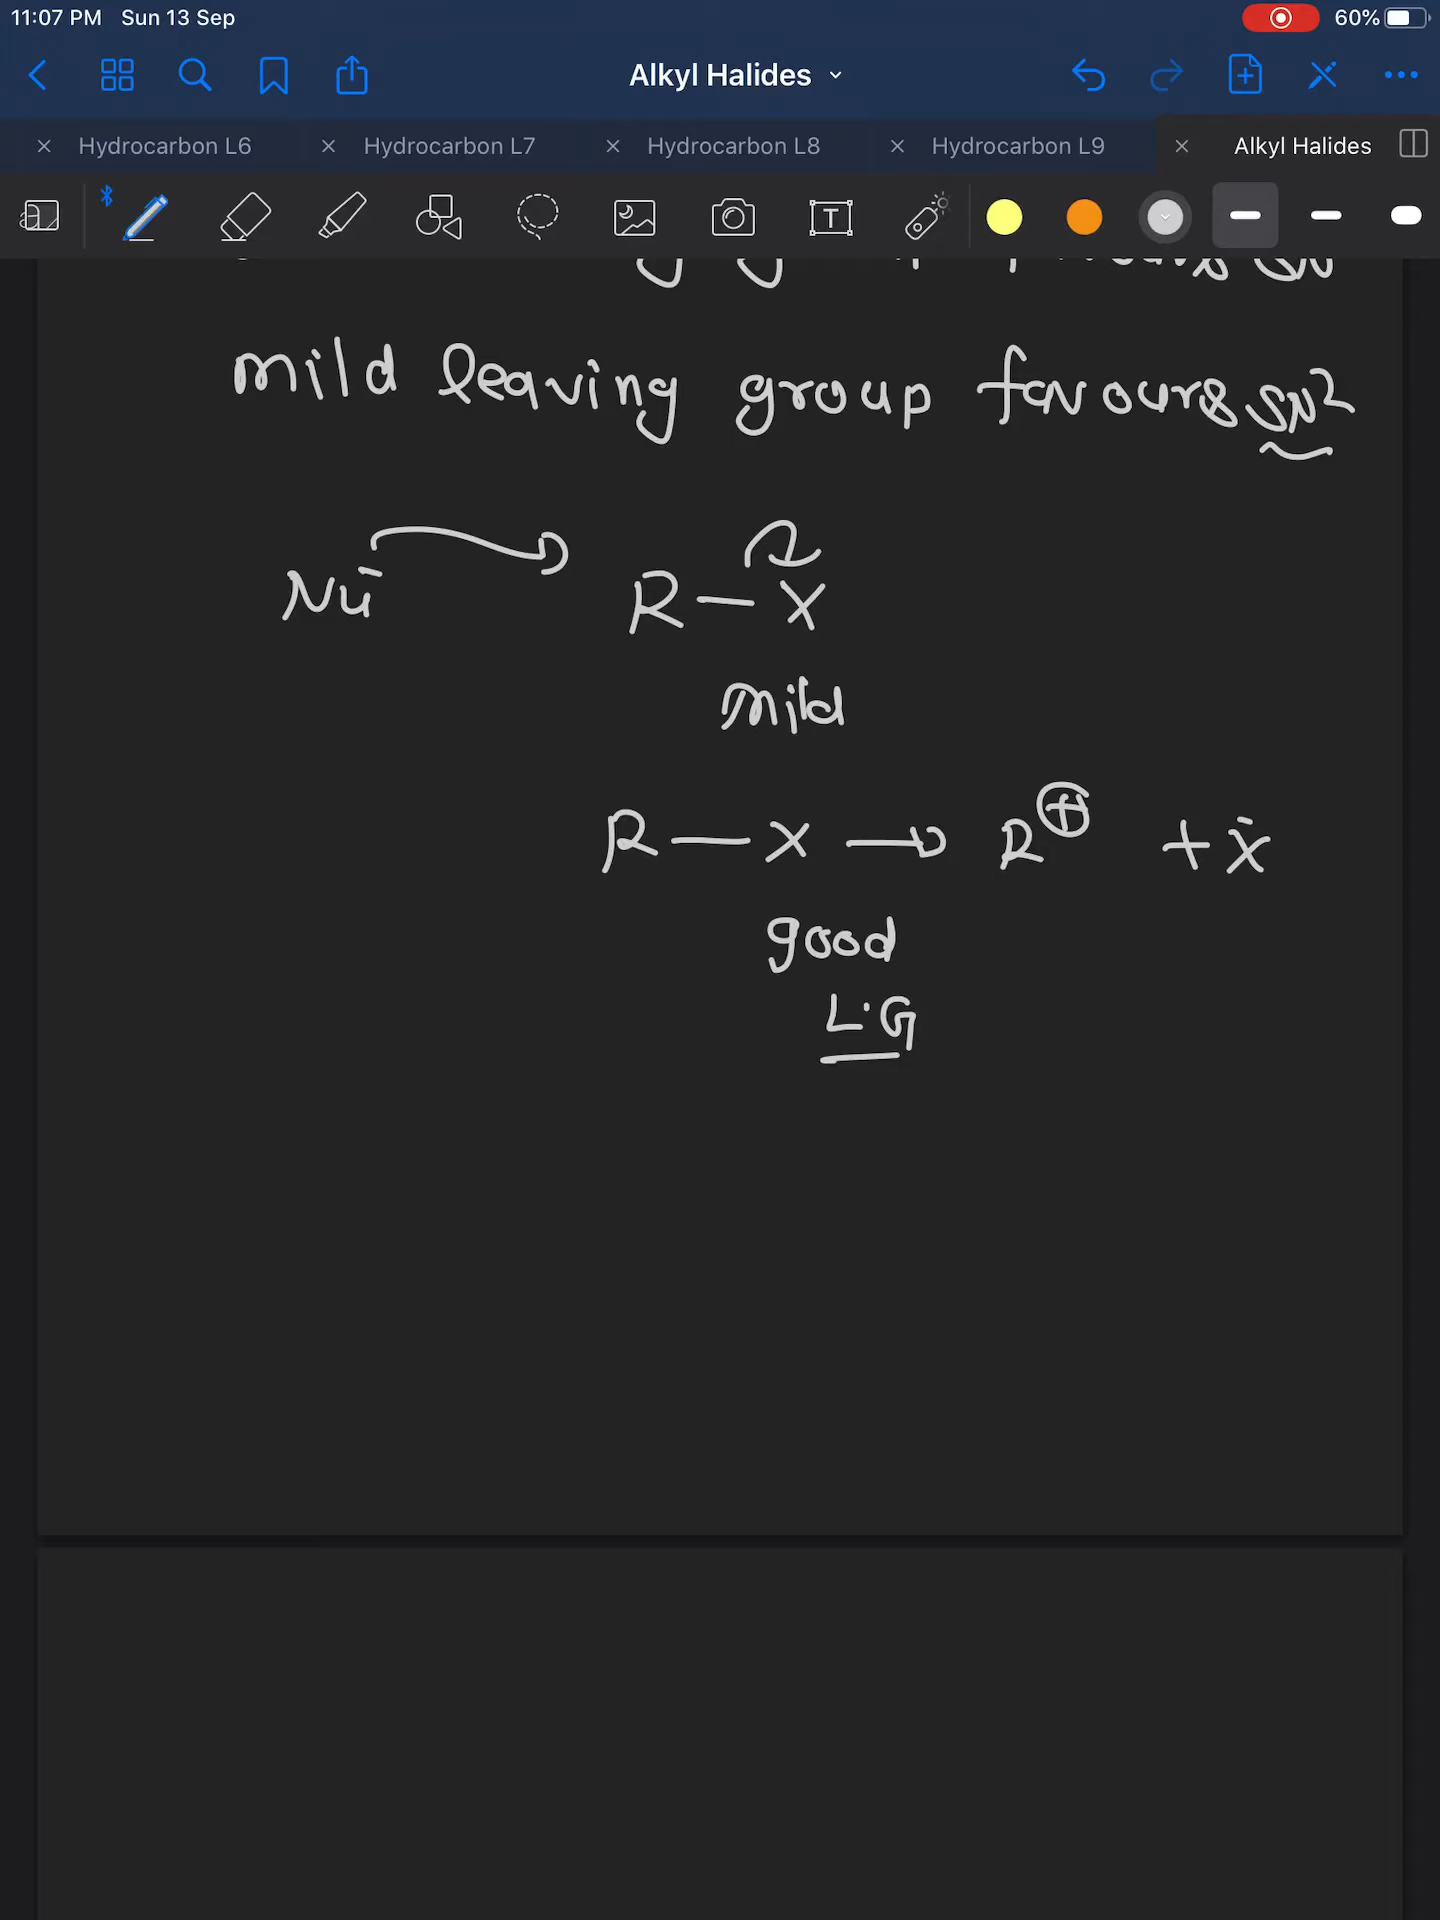 11:07 PM Sun 13 Sep 60%
Alkyl Halides
Hydrocarbon L6 Hydrocarbon L7 Hydrocarbon L8 Hydrocarbon L9 Alkyl Halides
mild leaving group favours SN2
Nu⁻ R-X
mild
R-X → R⊕ + X⁻
good
L.G